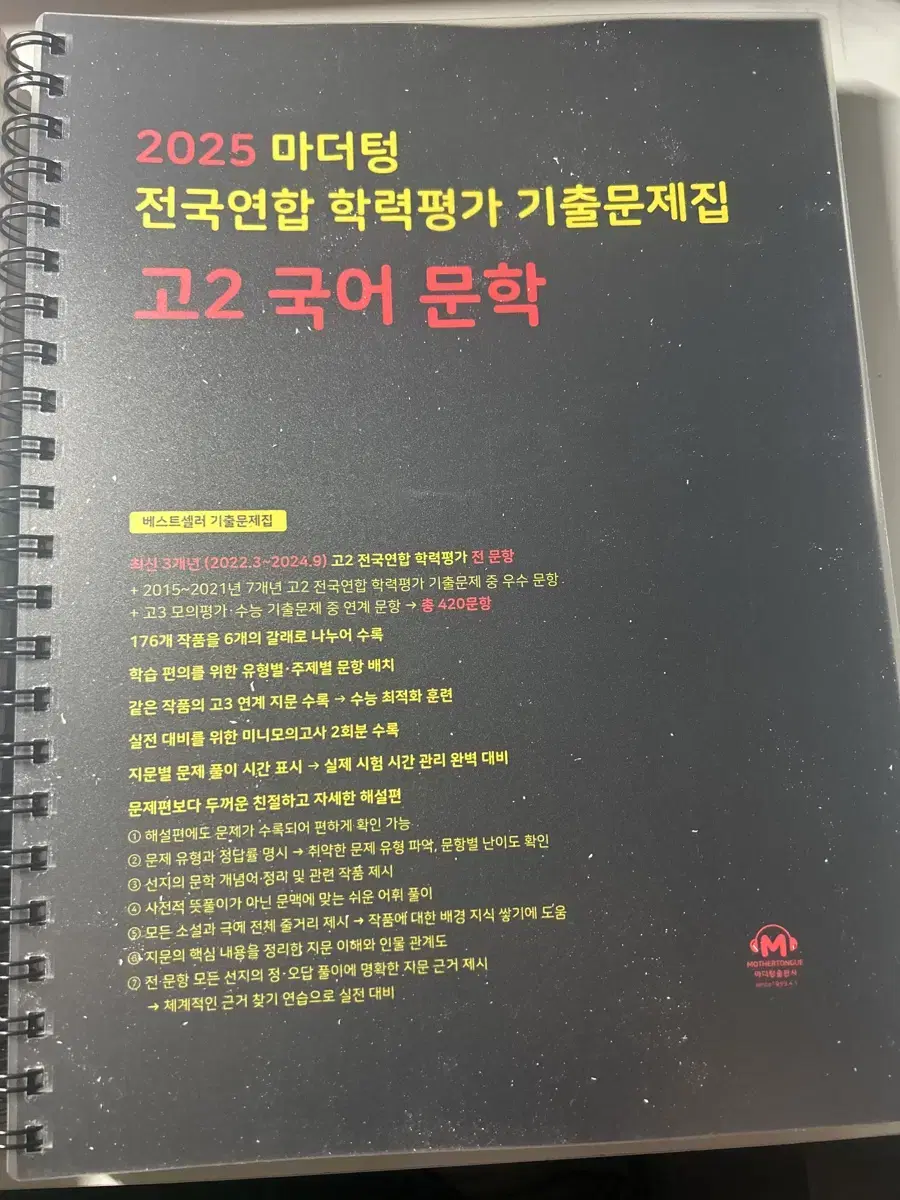 2025 마더텅
전국연합 학력평가 기출문제집
고2 국어 문학
베스트셀러 기출문제집
최신 3개년 (2022.3~2024.9) 고2 전국연합 학력평가 전 문항
+ 2015~2021년 7개년 고2 전국연합 학력평가 기출문제 중 우수 문항
+ 고3 모의평가·수능 기출문제 중 연계 문항 → 총 420문항
176개 작품을 6개의 갈래로 나누어 수록
학습 편의를 위한 유형별·주제별 문항 배치
같은 작품의 고3 연계 지문 수록 → 수능 최적화 훈련
실전 대비를 위한 미니모의고사 2회분 수록
지문별 문제 풀이 시간 표시 → 실제 시험 시간 관리 완벽 대비
문제편보다 두꺼운 친절하고 자세한 해설편
① 해설편에도 문제가 수록되어 편하게 확인 가능
② 문제 유형과 정답률 명시 → 취약한 문제 유형 파악, 문항별 난이도 확인
③ 선지의 문학 개념어 정리 및 관련 작품 제시
④ 사전적 뜻풀이가 아닌 문맥에 맞는 쉬운 어휘 풀이
⑤ 모든 소설과 극에 전체 줄거리 제시 → 작품에 대한 배경 지식 쌓기에 도움
⑥ 지문의 핵심 내용을 정리한 지문 이해와 인물 관계도
⑦ 전 문항 모든 선지의 정·오답 풀이에 명확한 지문 근거 제시
→ 체계적인 근거 찾기 연습으로 실전 대비
M
MOTHERTONGUE
마더텅출판사